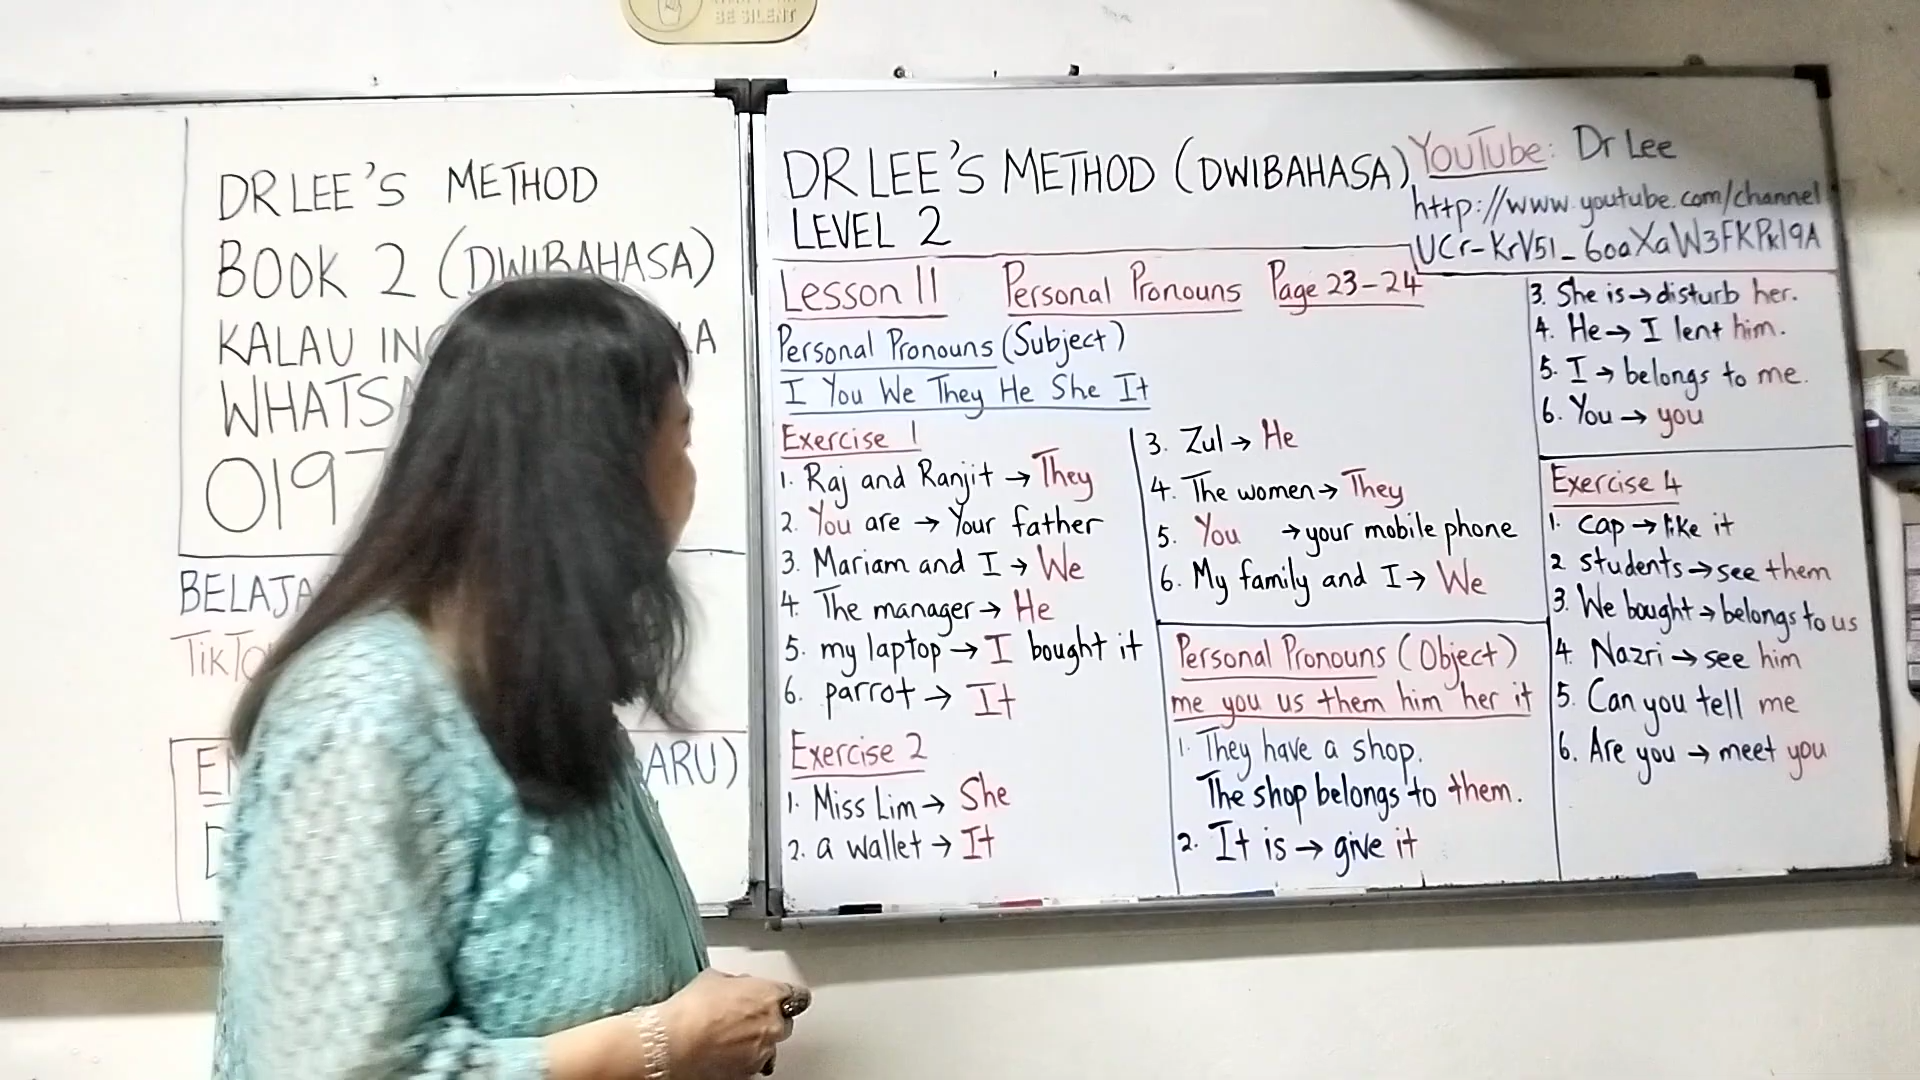 BE SILENT
DR LEE'S METHOD
BOOK 2 (DWIBAHASA)
KALAU
WHATSA
019
BELAJA
TikTo
ARU)
DR LEE'S METHOD (DWIBAHASA)
LEVEL 2
YouTube: Dr Lee
http://www.youtube.com/channel
UCr-KrV51_6oaXaW3FKPkl9A
Lesson 11 Personal Pronouns Page 23-24
Personal Pronouns (Subject)
I You We They He She It
Exercise 1
1. Raj and Ranjit → They
2. You are → Your father
3. Mariam and I → We
4. The manager → He
5. my laptop → I bought it
6. parrot → It
Exercise 2
1. Miss Lim → She
2. a wallet → It
3. Zul → He
4. The women → They
5. You → your mobile phone
6. My family and I → We
Personal Pronouns (Object)
me you us them him her it
1. They have a shop.
The shop belongs to them.
2. It is → give it
3. She is → disturb her.
4. He → I lent him.
5. I → belongs to me.
6. You → you
Exercise 4
1. cap → like it
2 students → see them
3. We bought → belongs to us
4. Nazri → see him
5. Can you tell me
6. Are you → meet you